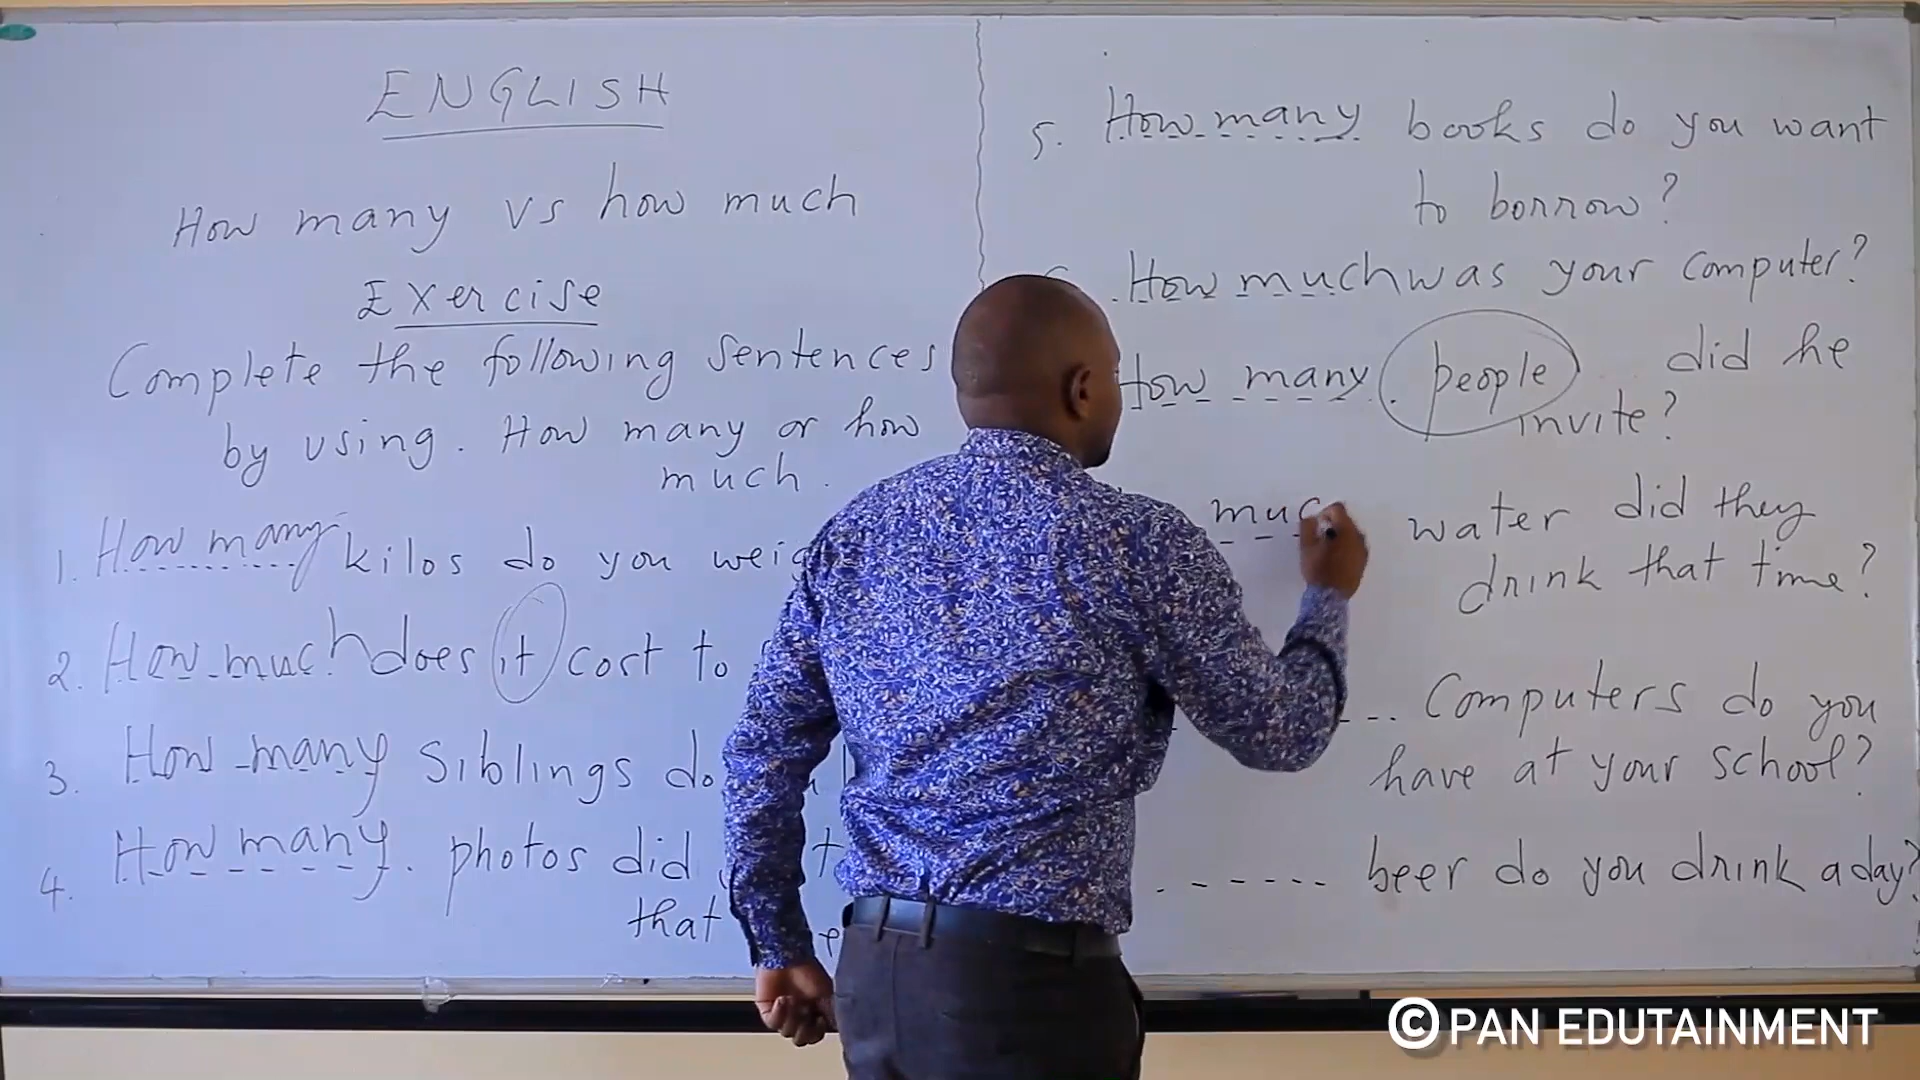 ENGLISH
How many vs how much
Exercise
Complete the following sentences
by using. How many or how
much.
1. How many kilos do you
2. How much does it cost to
3. How many siblings do
4. How many. photos did
that
5. How many books do you want
to borrow?
How much was your computer?
How many. people did he
invite?
water did they
drink that time?
--- Computers do you
have at your school?
------ beer do you drink a day?
© PAN EDUTAINMENT